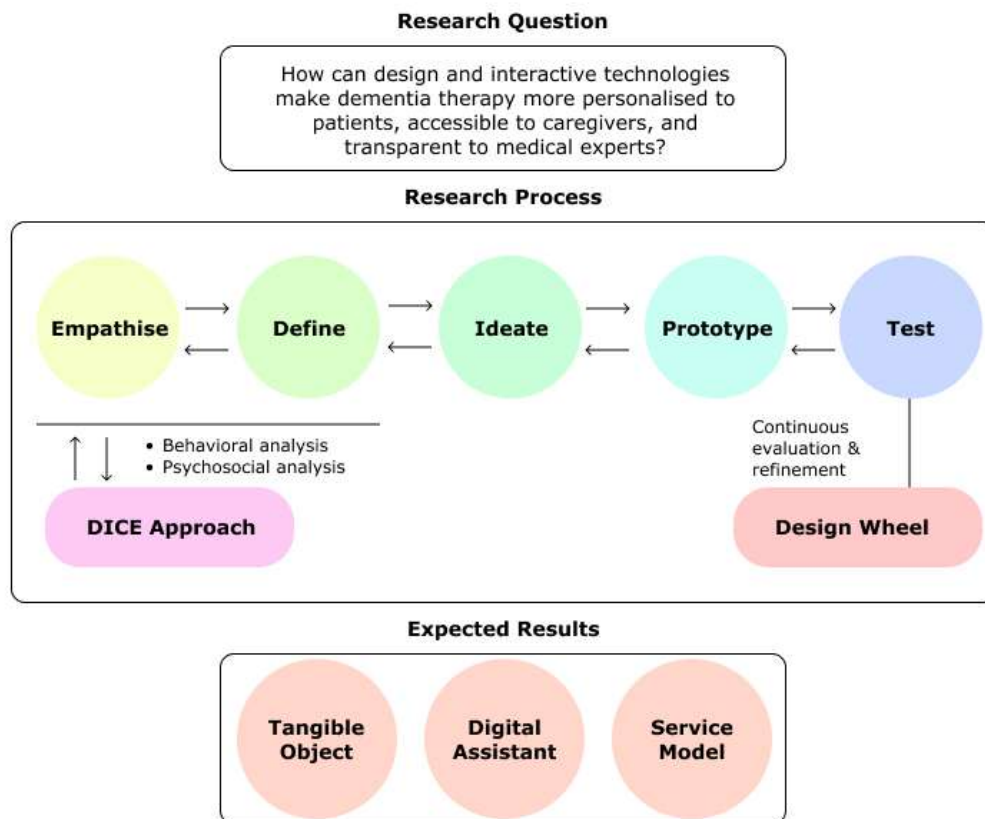 Research Question
How can design and interactive technologies
make dementia therapy more personalised to
patients, accessible to caregivers, and
transparent to medical experts?
Research Process
Empathise
Define
Ideate
Prototype
Test
• Behavioral analysis
• Psychosocial analysis
Continuous
evaluation &
refinement
DICE Approach
Design Wheel
Expected Results
Tangible
Object
Digital
Assistant
Service
Model